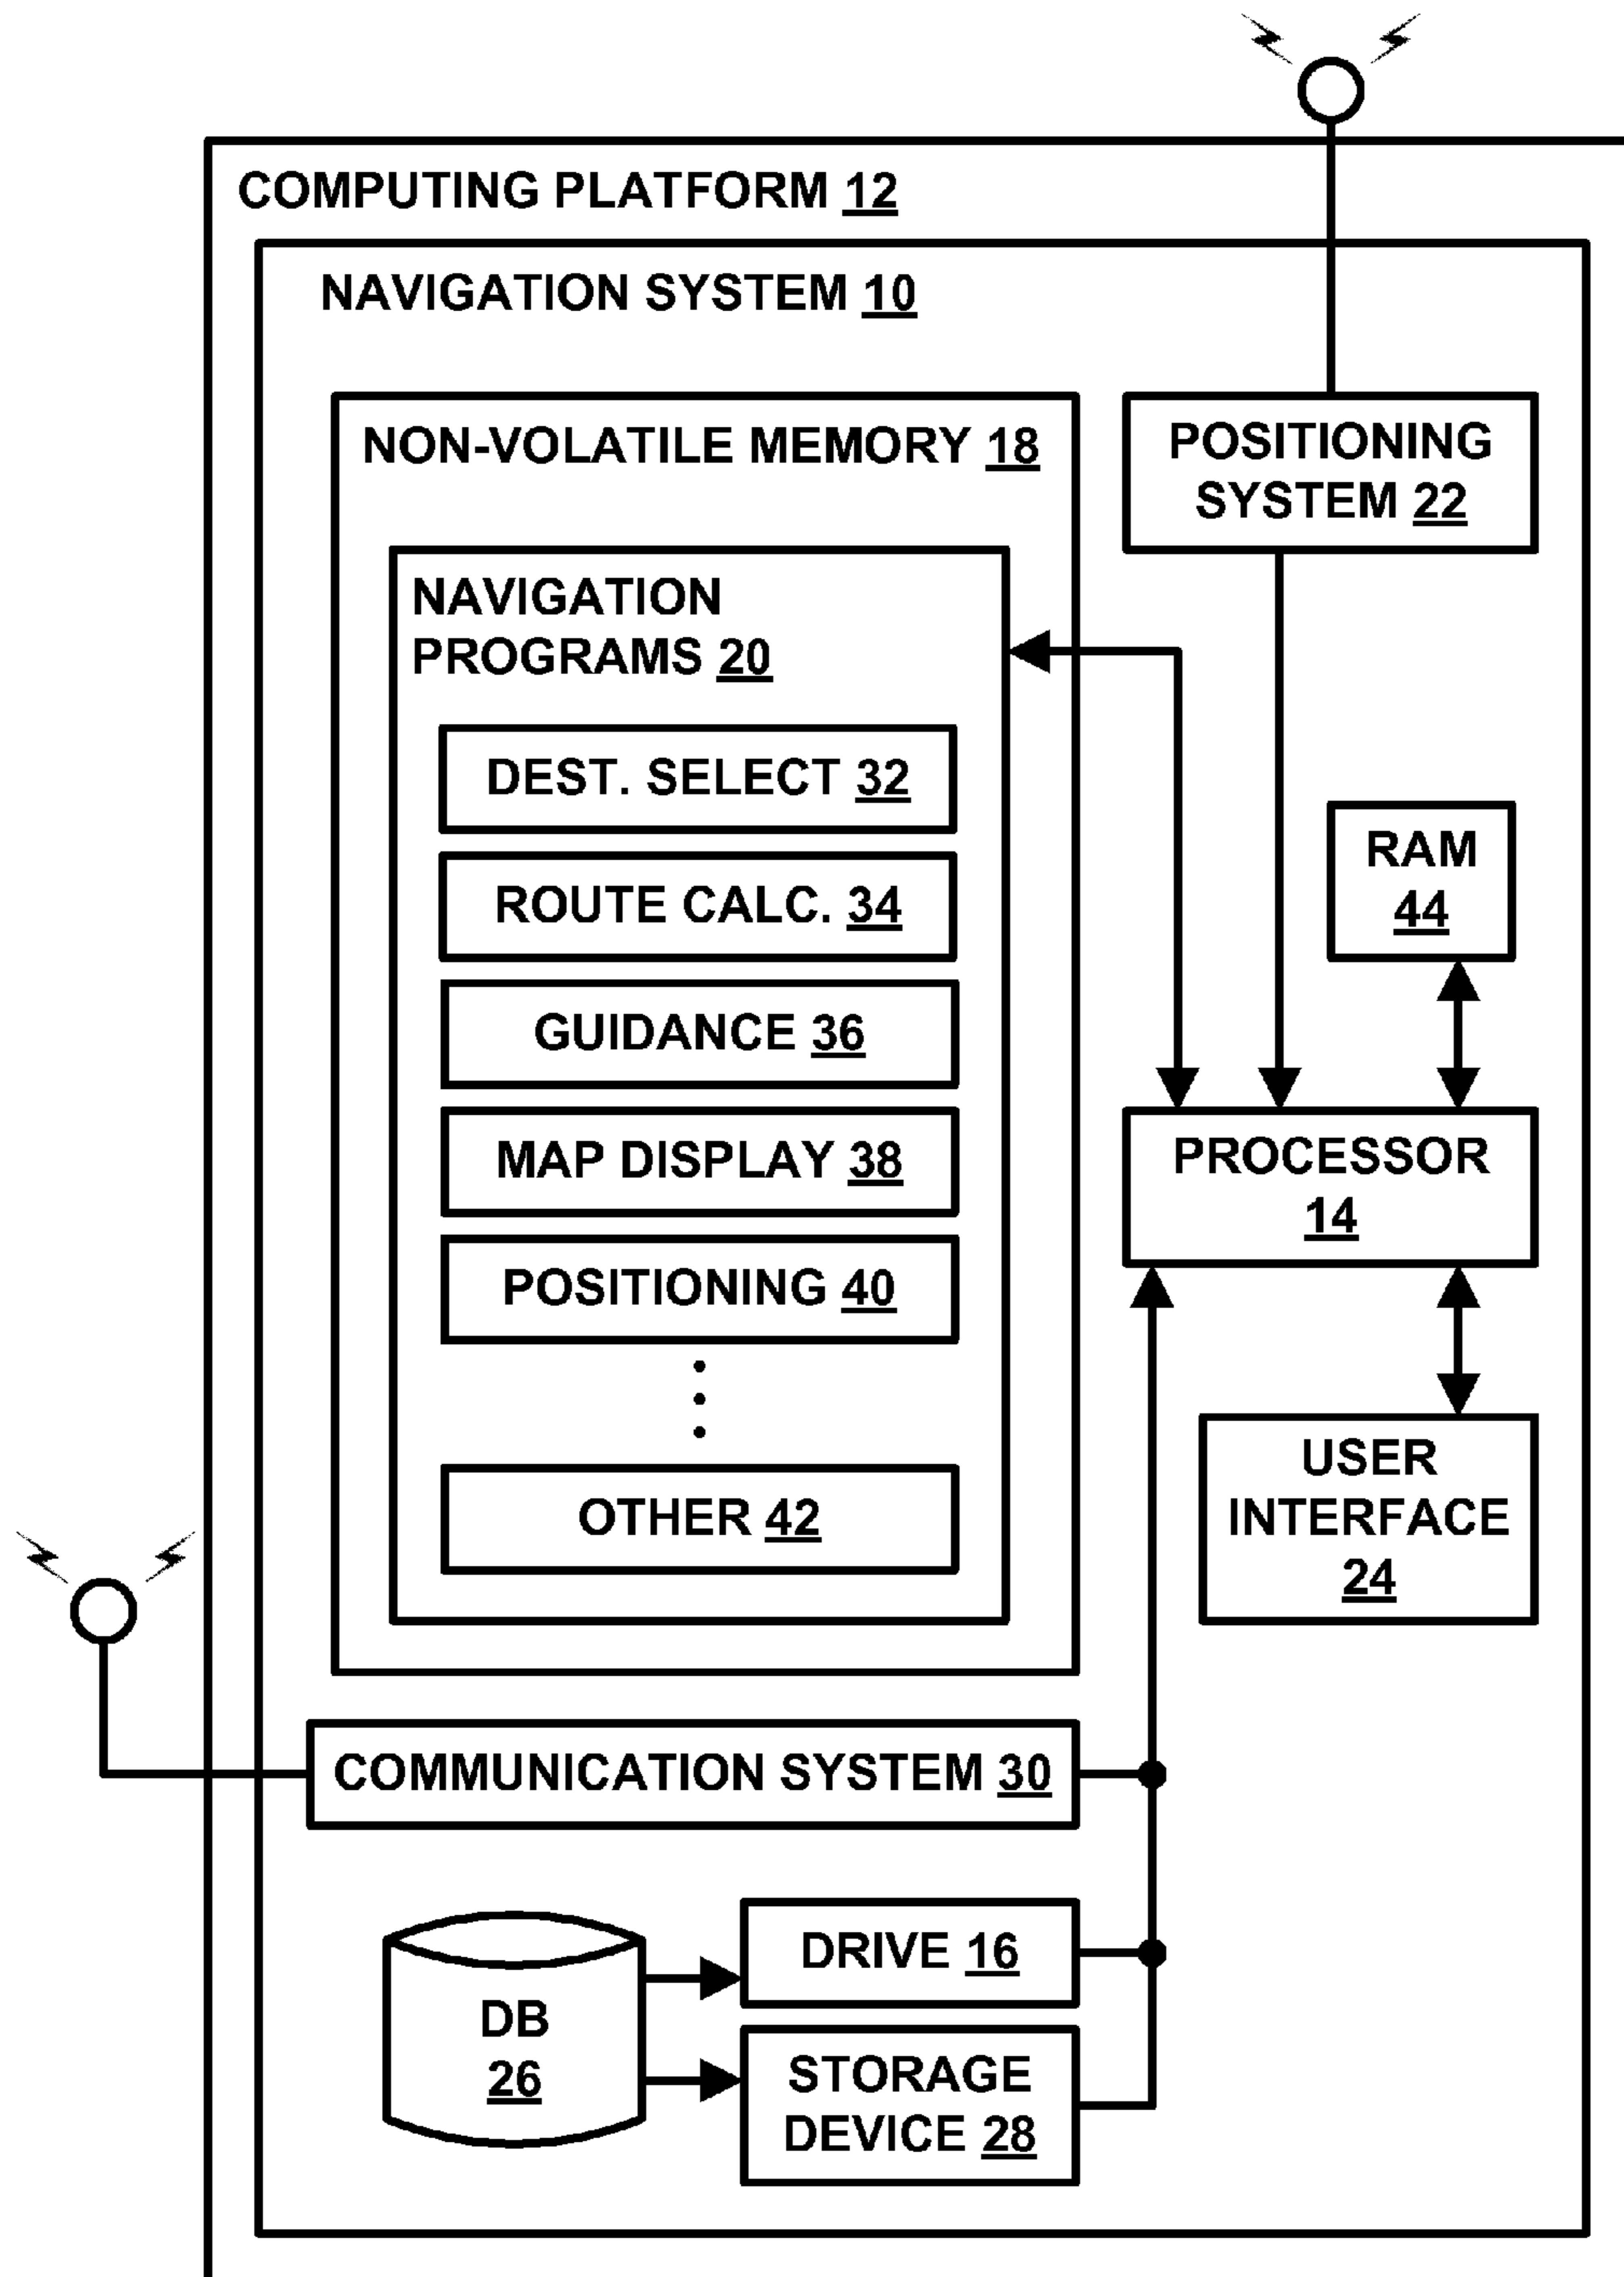 COMPUTING PLATFORM 12
NAVIGATION SYSTEM 10
NON-VOLATILE MEMORY 18
POSITIONING
SYSTEM 22
NAVIGATION
PROGRAMS 20
DEST. SELECT 32
ROUTE CALC. 34
GUIDANCE 36
MAP DISPLAY 38
POSITIONING 40
OTHER 42
RAM
44
PROCESSOR
14
USER
INTERFACE
24
COMMUNICATION SYSTEM 30
DB
26
DRIVE 16
STORAGE
DEVICE 28